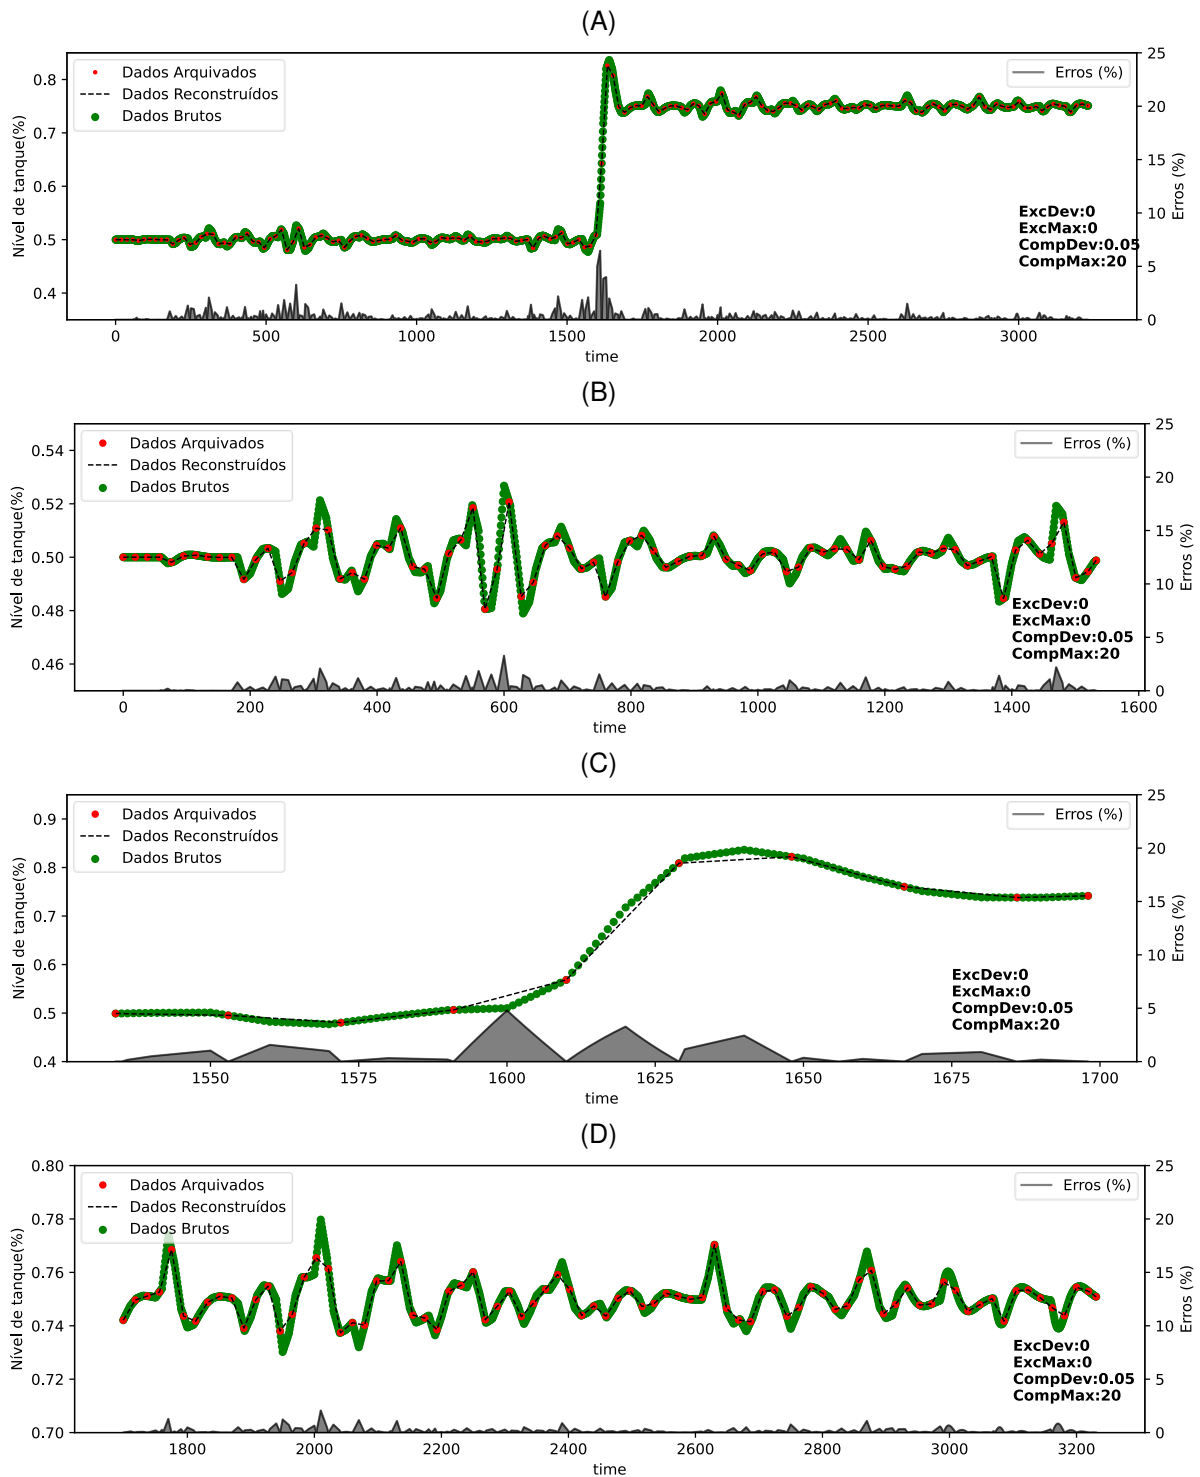 (A)
Dados Arquivados
Dados Reconstruídos
Dados Brutos
Erros (%)
0.8
0.7
0.6
0.5
0.4
Nível de tanque(%)
25
20
15
10
5
0
Erros (%)
ExcDev:0
ExcMax:0
CompDev:0.05
CompMax:20
0 500 1000 1500 2000 2500 3000
time
(B)
Dados Arquivados
Dados Reconstruídos
Dados Brutos
Erros (%)
0.54
0.52
0.50
0.48
0.46
Nível de tanque(%)
25
20
15
10
5
0
Erros (%)
ExcDev:0
ExcMax:0
CompDev:0.05
CompMax:20
0 200 400 600 800 1000 1200 1400 1600
time
(C)
Dados Arquivados
Dados Reconstruídos
Dados Brutos
Erros (%)
0.9
0.8
0.7
0.6
0.5
0.4
Nível de tanque(%)
25
20
15
10
5
0
Erros (%)
ExcDev:0
ExcMax:0
CompDev:0.05
CompMax:20
1550 1575 1600 1625 1650 1675 1700
time
(D)
Dados Arquivados
Dados Reconstruídos
Dados Brutos
Erros (%)
0.80
0.78
0.76
0.74
0.72
0.70
Nível de tanque(%)
25
20
15
10
5
0
Erros (%)
ExcDev:0
ExcMax:0
CompDev:0.05
CompMax:20
1800 2000 2200 2400 2600 2800 3000 3200
time